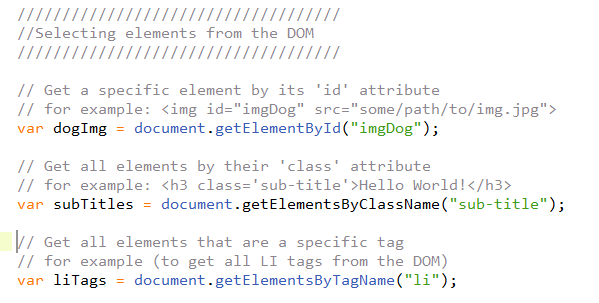 ////////////////////////////////////
//Selecting elements from the DOM
////////////////////////////////////
// Get a specific element by its 'id' attribute
// for example: <img id="imgDog" src="some/path/to/img.jpg">
var dogImg = document.getElementById("imgDog");
// Get all elements by their 'class' attribute
// for example: <h3 class='sub-title'>Hello World!</h3>
var subTitles = document.getElementsByClassName("sub-title");
// Get all elements that are a specific tag
// for example (to get all LI tags from the DOM)
var liTags = document.getElementsByTagName("li");